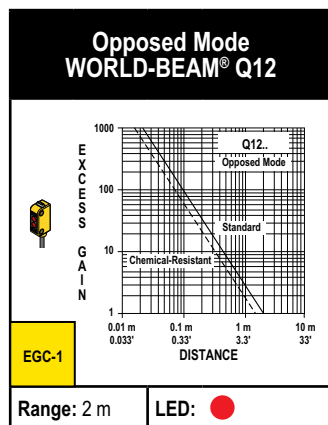 Opposed Mode
WORLD-BEAM® Q12
EXCESS GAIN
1000
100
10
1
Q12..
Opposed Mode
Standard
Chemical-Resistant
0.01 m 0.1 m 1 m 10 m
0.033' 0.33' 3.3' 33'
DISTANCE
EGC-1
Range: 2 m
LED: